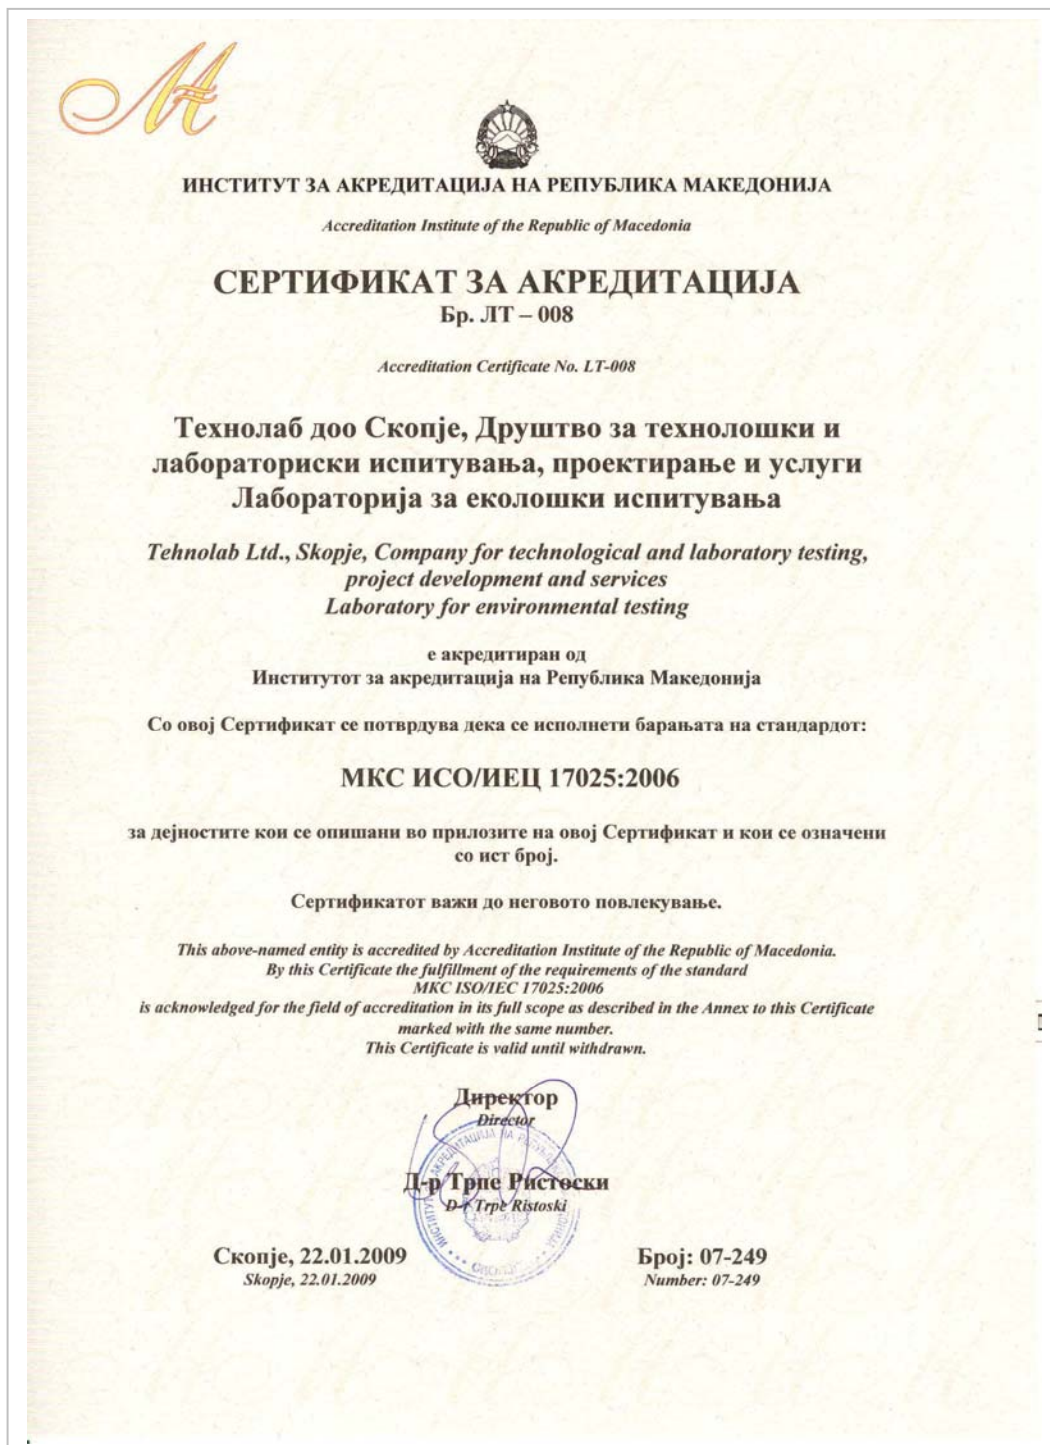 ИНСТИТУТ ЗА АКРЕДИТАЦИЈА НА РЕПУБЛИКА МАКЕДОНИЈА
Accreditation Institute of the Republic of Macedonia
СЕРТИФИКАТ ЗА АКРЕДИТАЦИЈА
Бр. ЛТ – 008
Accreditation Certificate No. LT-008
Технолаб доо Скопје, Друштво за технолошки и
лабораториски испитувања, проектирање и услуги
Лабораторија за еколошки испитувања
Tehnolab Ltd., Skopje, Company for technological and laboratory testing,
project development and services
Laboratory for environmental testing
е акредитиран од
Институтот за акредитација на Република Македонија
Со овој Сертификат се потврдува дека се исполнети барањата на стандардот:
МКС ИСО/ИЕЦ 17025:2006
за дејностите кои се опишани во прилозите на овој Сертификат и кои се означени
со ист број.
Сертификатот важи до неговото повлекување.
This above-named entity is accredited by Accreditation Institute of the Republic of Macedonia.
By this Certificate the fulfillment of the requirements of the standard
МКС ISO/IEC 17025:2006
is acknowledged for the field of accreditation in its full scope as described in the Annex to this Certificate
marked with the same number.
This Certificate is valid until withdrawn.
Директор
Director
Д-р Трпе Ристоски
D-r Trpe Ristoski
Скопје, 22.01.2009
Skopje, 22.01.2009
Број: 07-249
Number: 07-249